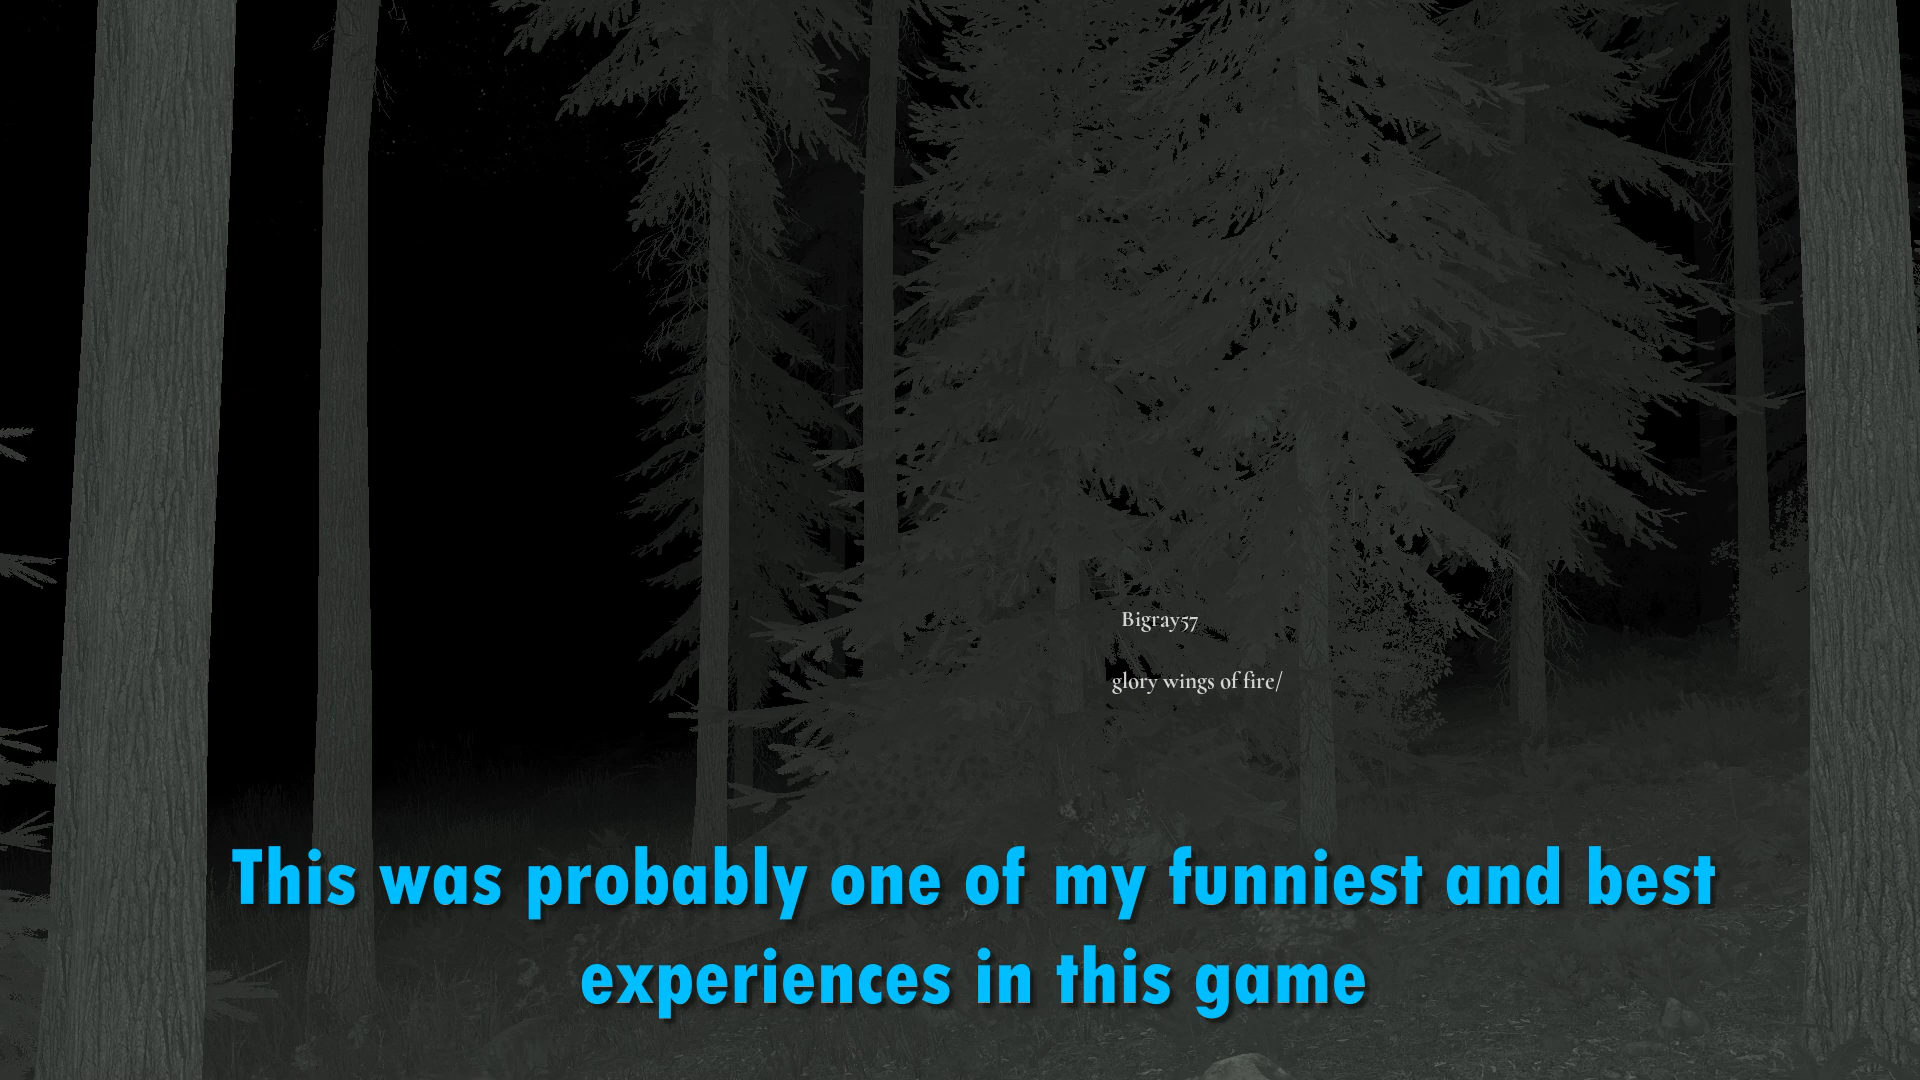 Bigray57
glory wings of fire/
This was probably one of my funniest and best
experiences in this game